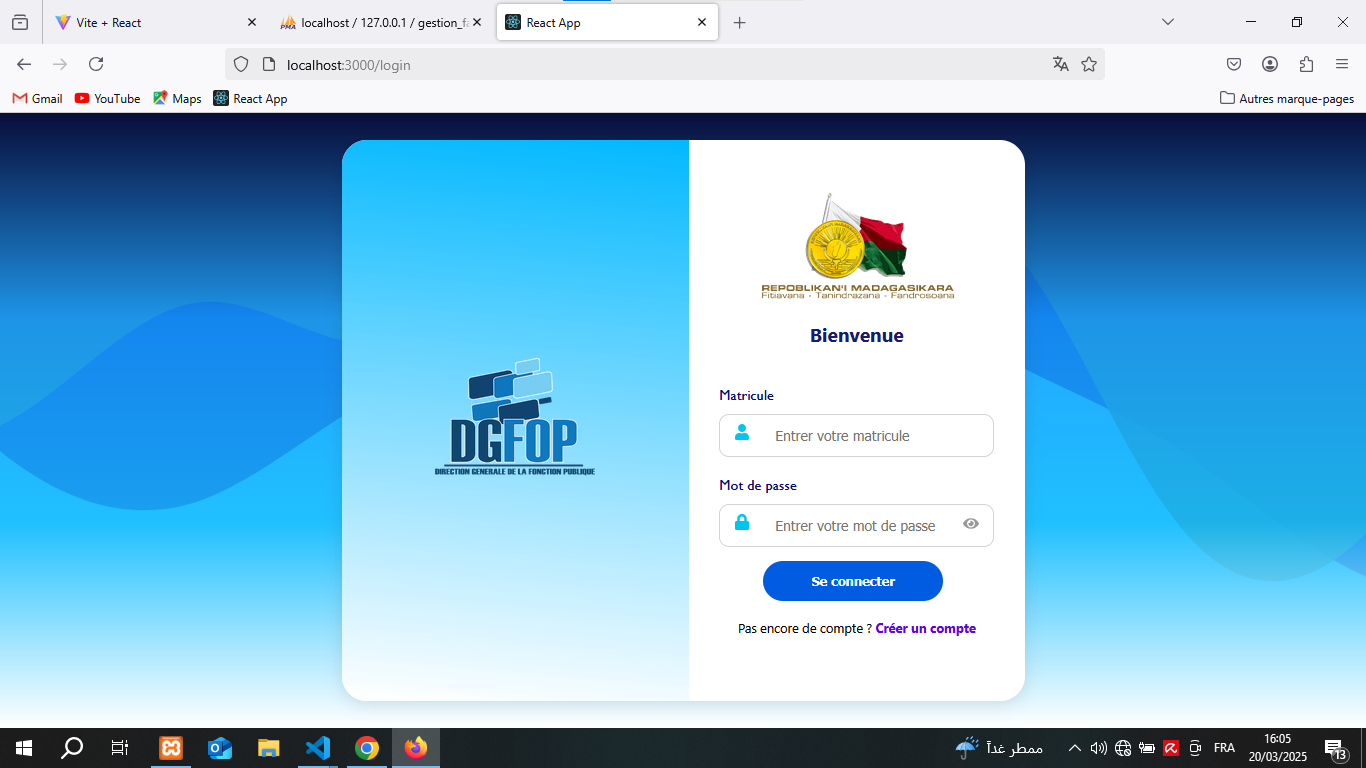 Vite + React
localhost / 127.0.0.1 / gestion_fa
React App
localhost:3000/login
Gmail
YouTube
Maps
React App
Autres marque-pages
DGFOP
DIRECTION GENERALE DE LA FONCTION PUBLIQUE
REPOBLIKAN'I MADAGASIKARA
Fitiavana - Tanindrazana - Fandrosoana
Bienvenue
Matricule
Entrer votre matricule
Mot de passe
Entrer votre mot de passe
Se connecter
Pas encore de compte ? Créer un compte
ممطر غداً
FRA
16:05
20/03/2025
13